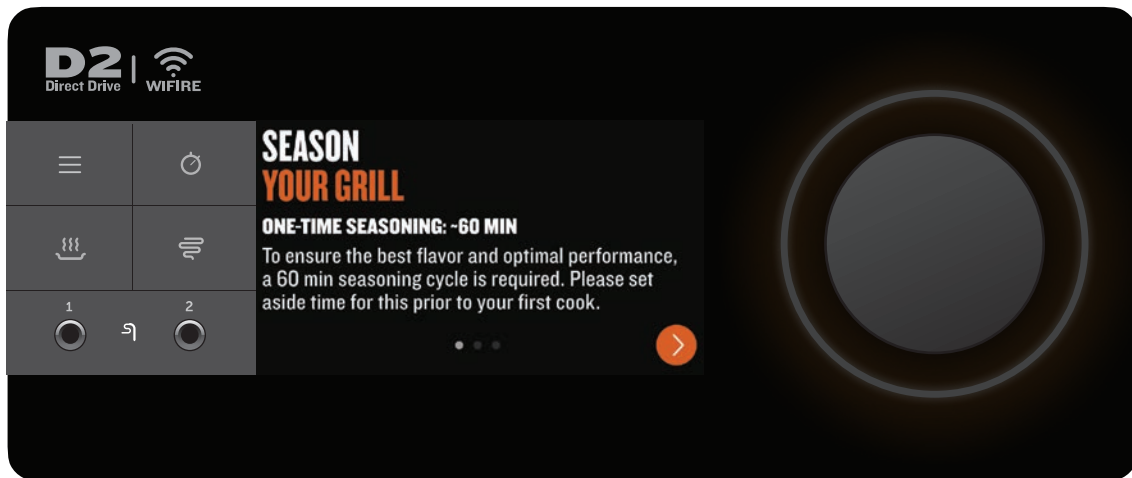 D2
Direct Drive
WIFIRE
SEASON
YOUR GRILL
ONE-TIME SEASONING: ~60 MIN
To ensure the best flavor and optimal performance,
a 60 min seasoning cycle is required. Please set
aside time for this prior to your first cook.
1 2